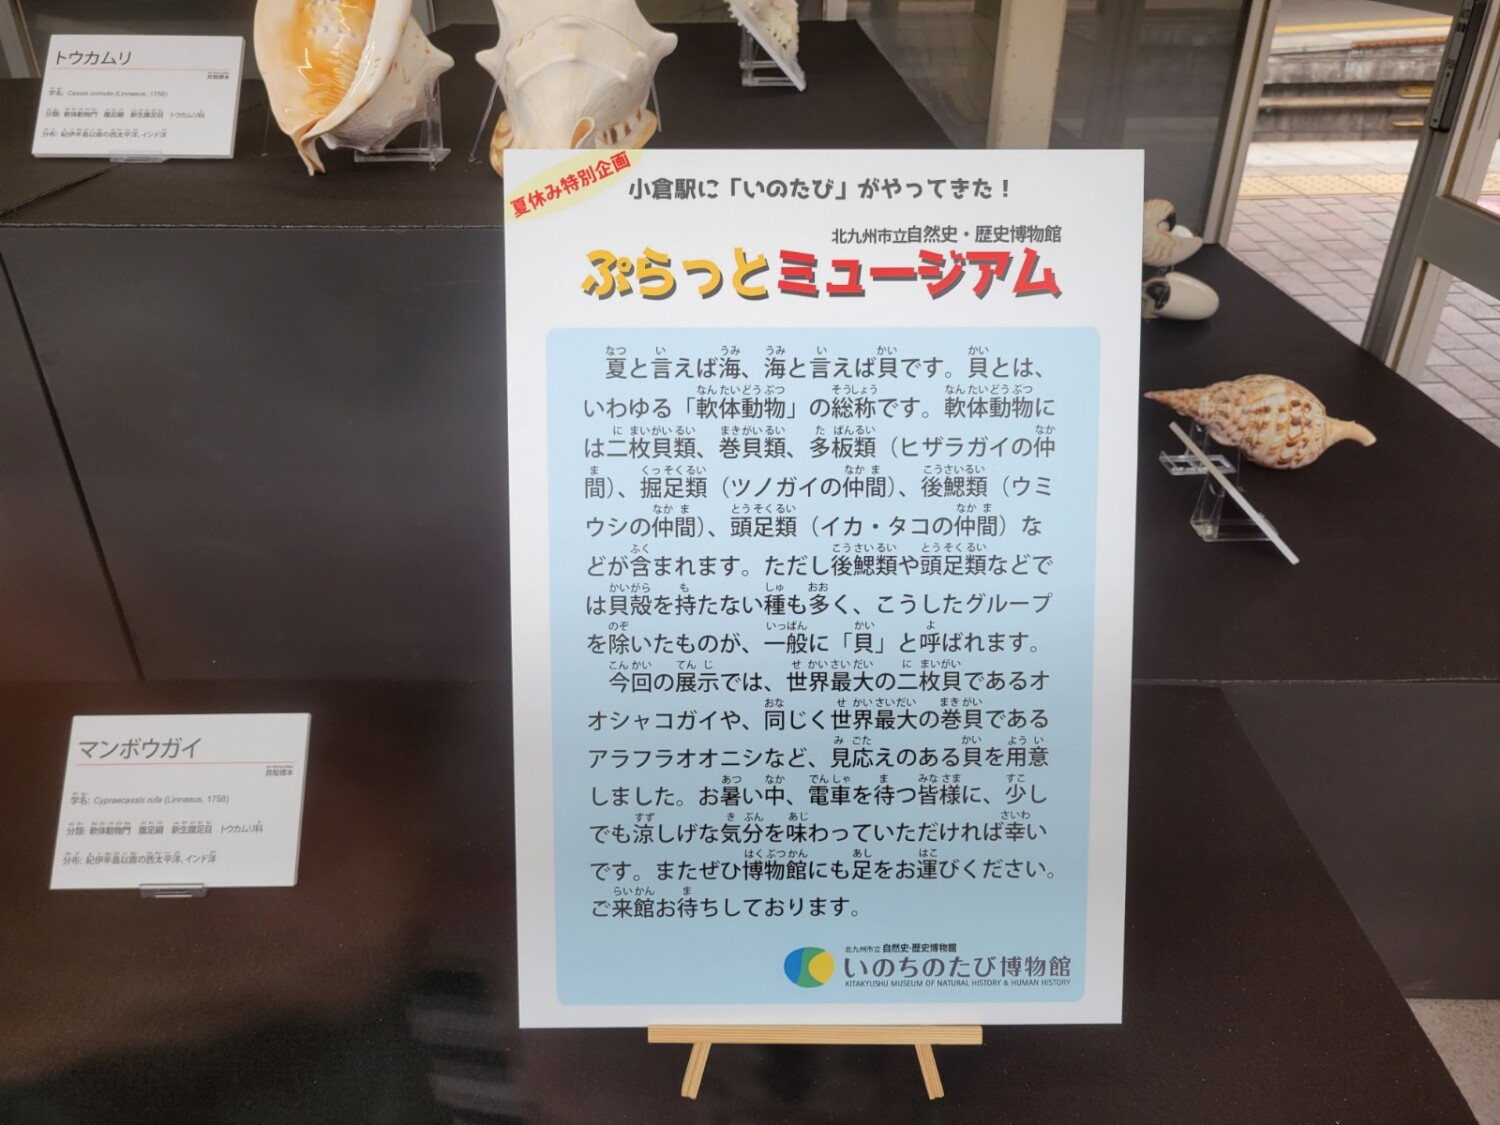 トウカムリ
貝殻標本
学名: Cassis cornuta (Linnaeus, 1758)
分類: 軟体動物門 腹足綱 新生腹足目 トウカムリ科
分布: 紀伊半島以南の西太平洋、インド洋
夏休み特別企画
小倉駅に「いのたび」がやってきた！
北九州市立自然史・歴史博物館
ぷらっとミュージアム
夏と言えば海、海と言えば貝です。貝とは、
いわゆる「軟体動物」の総称です。軟体動物に
は二枚貝類、巻貝類、多板類（ヒザラガイの仲
間）、掘足類（ツノガイの仲間）、後鰓類（ウミ
ウシの仲間）、頭足類（イカ・タコの仲間）な
どが含まれます。ただし後鰓類や頭足類などで
は貝殻を持たない種も多く、こうしたグループ
を除いたものが、一般に「貝」と呼ばれます。
今回の展示では、世界最大の二枚貝であるオ
オシャコガイや、同じく世界最大の巻貝である
アラフラオオニシなど、見応えのある貝を用意
しました。お暑い中、電車を待つ皆様に、少し
でも涼しげな気分を味わっていただければ幸い
です。またぜひ博物館にも足をお運びください。
ご来館お待ちしております。
北九州市立 自然史・歴史博物館
いのちのたび博物館
KITAKYUSHU MUSEUM OF NATURAL HISTORY & HUMAN HISTORY
マンボウガイ
貝殻標本
学名: Cypraecassis rufa (Linnaeus, 1758)
分類: 軟体動物門 腹足綱 新生腹足目 トウカムリ科
分布: 紀伊半島以南の西太平洋、インド洋